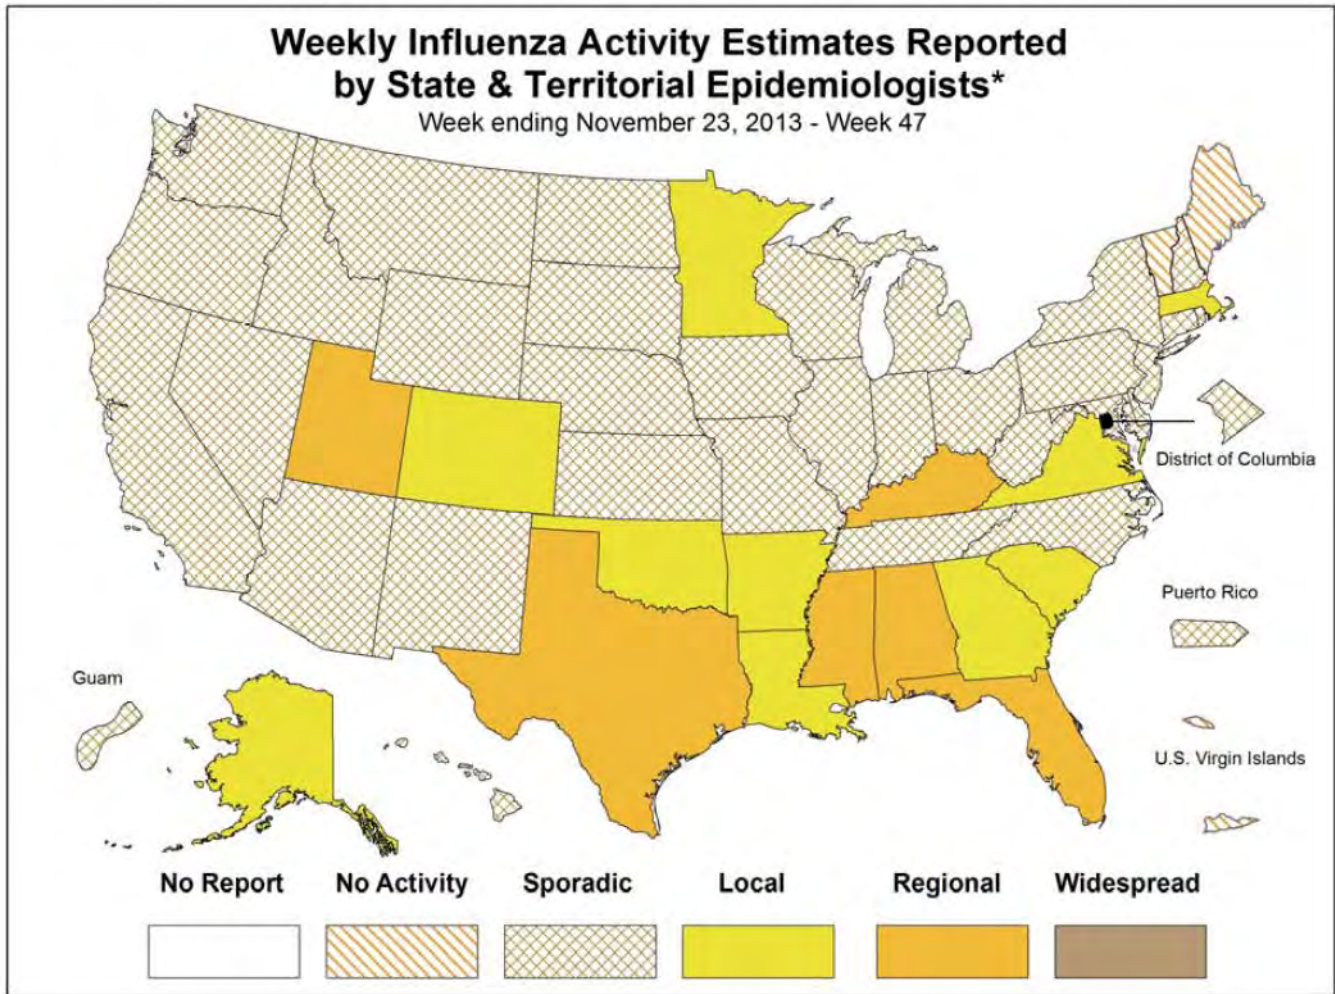 Weekly Influenza Activity Estimates Reported
by State & Territorial Epidemiologists*
Week ending November 23, 2013 - Week 47
District of Columbia
Puerto Rico
Guam
U.S. Virgin Islands
No Report No Activity Sporadic Local Regional Widespread